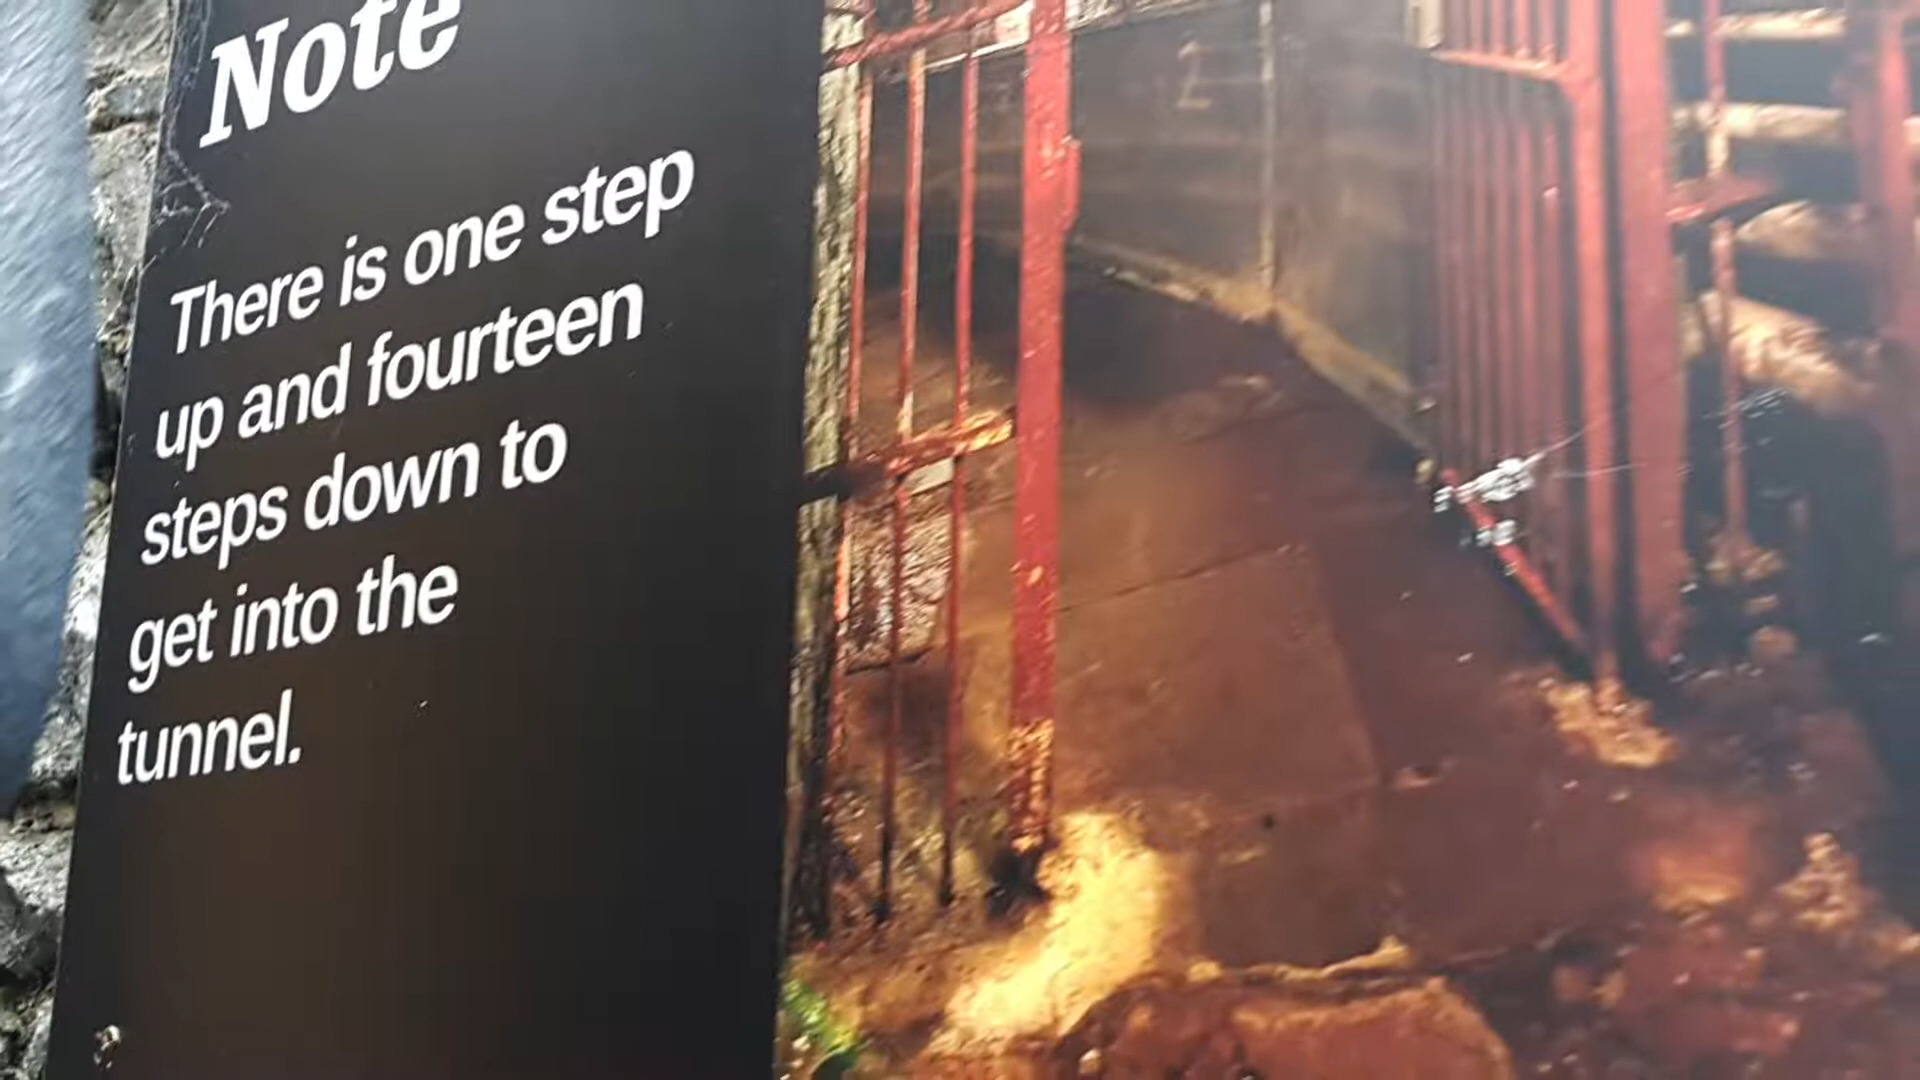 Note
There is one step
up and fourteen
steps down to
get into the
tunnel.